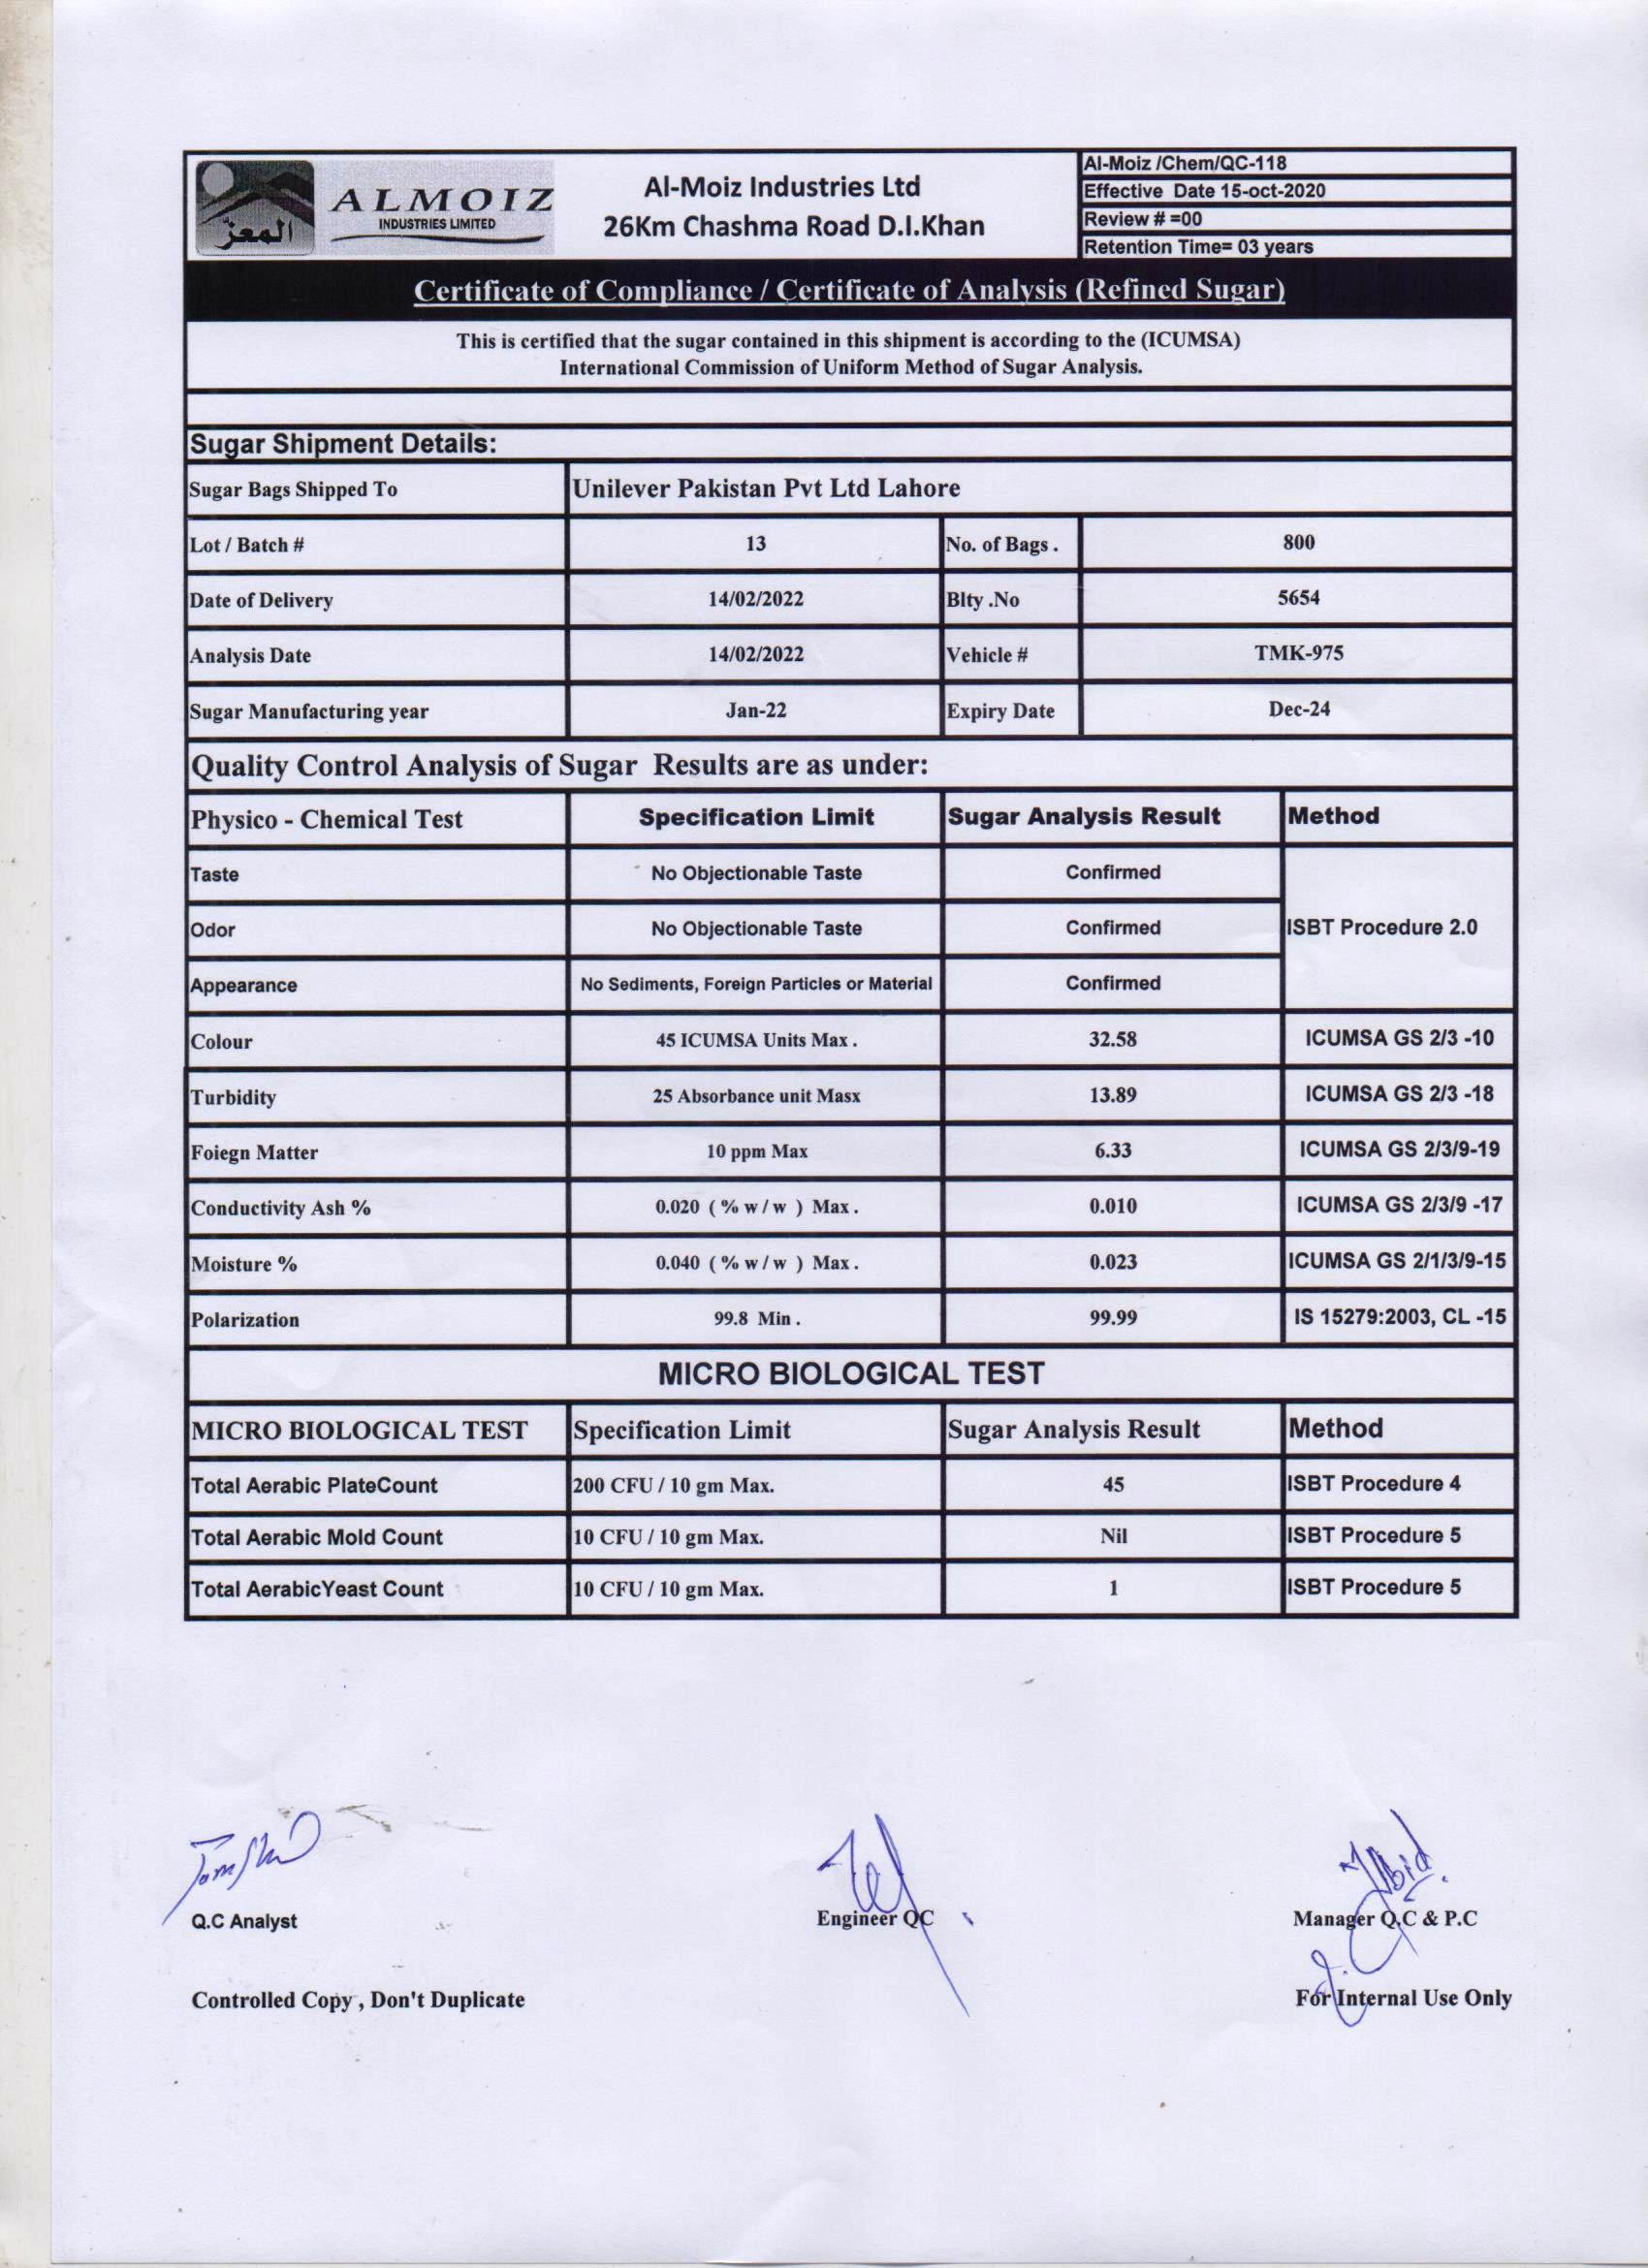 المعز
ALMOIZ
INDUSTRIES LIMITED
Al-Moiz Industries Ltd
26Km Chashma Road D.I.Khan
Al-Moiz /Chem/QC-118
Effective Date 15-oct-2020
Review # =00
Retention Time= 03 years
Certificate of Compliance / Certificate of Analysis (Refined Sugar)
This is certified that the sugar contained in this shipment is according to the (ICUMSA)
International Commission of Uniform Method of Sugar Analysis.
Sugar Shipment Details:
Sugar Bags Shipped To Unilever Pakistan Pvt Ltd Lahore
Lot / Batch # 13 No. of Bags . 800
Date of Delivery 14/02/2022 Blty .No 5654
Analysis Date 14/02/2022 Vehicle # TMK-975
Sugar Manufacturing year Jan-22 Expiry Date Dec-24
Quality Control Analysis of Sugar Results are as under:
Physico - Chemical Test Specification Limit Sugar Analysis Result Method
Taste No Objectionable Taste Confirmed
Odor No Objectionable Taste Confirmed ISBT Procedure 2.0
Appearance No Sediments, Foreign Particles or Material Confirmed
Colour 45 ICUMSA Units Max . 32.58 ICUMSA GS 2/3 -10
Turbidity 25 Absorbance unit Masx 13.89 ICUMSA GS 2/3 -18
Foiegn Matter 10 ppm Max 6.33 ICUMSA GS 2/3/9-19
Conductivity Ash % 0.020 ( % w / w ) Max . 0.010 ICUMSA GS 2/3/9 -17
Moisture % 0.040 ( % w / w ) Max . 0.023 ICUMSA GS 2/1/3/9-15
Polarization 99.8 Min . 99.99 IS 15279:2003, CL -15
MICRO BIOLOGICAL TEST
MICRO BIOLOGICAL TEST Specification Limit Sugar Analysis Result Method
Total Aerabic PlateCount 200 CFU / 10 gm Max. 45 ISBT Procedure 4
Total Aerabic Mold Count 10 CFU / 10 gm Max. Nil ISBT Procedure 5
Total AerabicYeast Count 10 CFU / 10 gm Max. 1 ISBT Procedure 5
Q.C Analyst Engineer QC Manager Q.C & P.C
Controlled Copy , Don't Duplicate For Internal Use Only